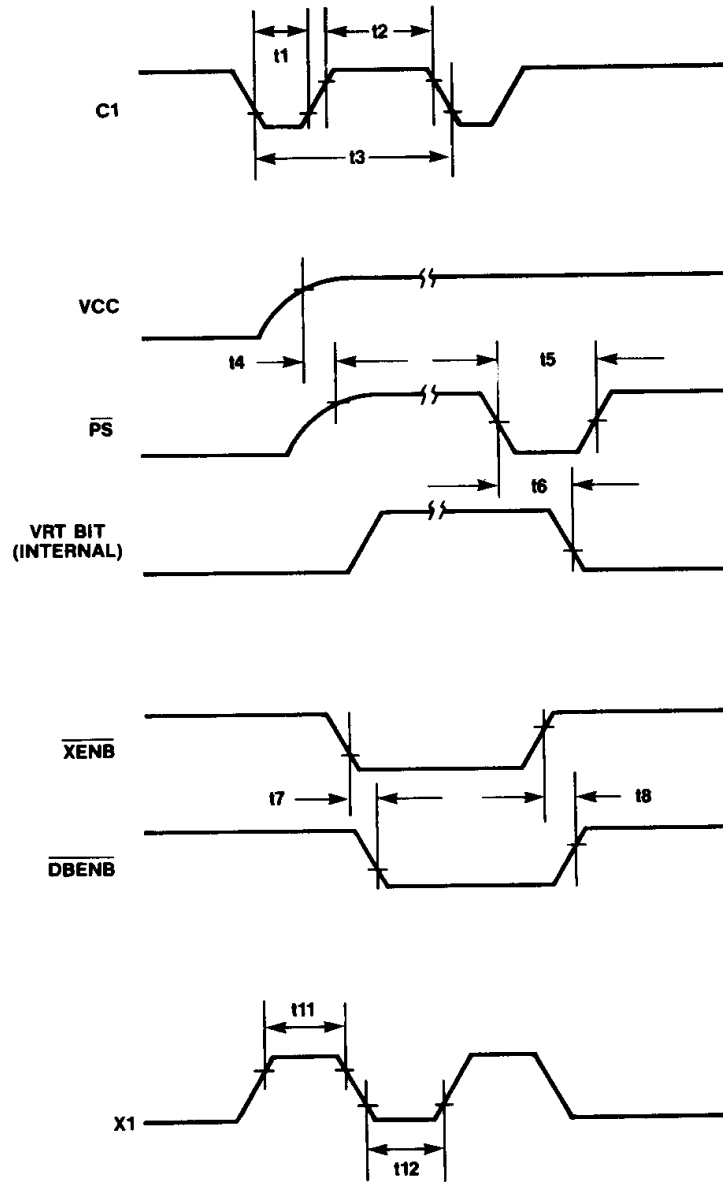 t1
t2
C1
t3
VCC
t4
t5
PS
t6
VRT BIT
(INTERNAL)
XENB
t7
t8
DBENB
t11
X1
t12